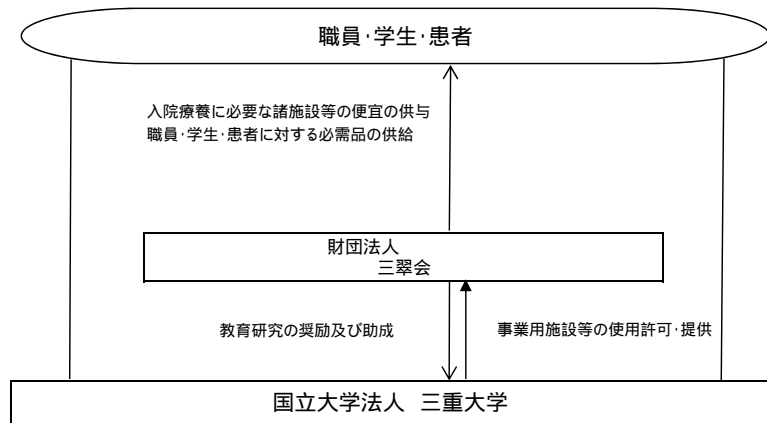 職員・学生・患者
入院療養に必要な諸施設等の便宜の供与
職員・学生・患者に対する必需品の供給
財団法人
三翠会
教育研究の奨励及び助成
事業用施設等の使用許可・提供
国立大学法人 三重大学